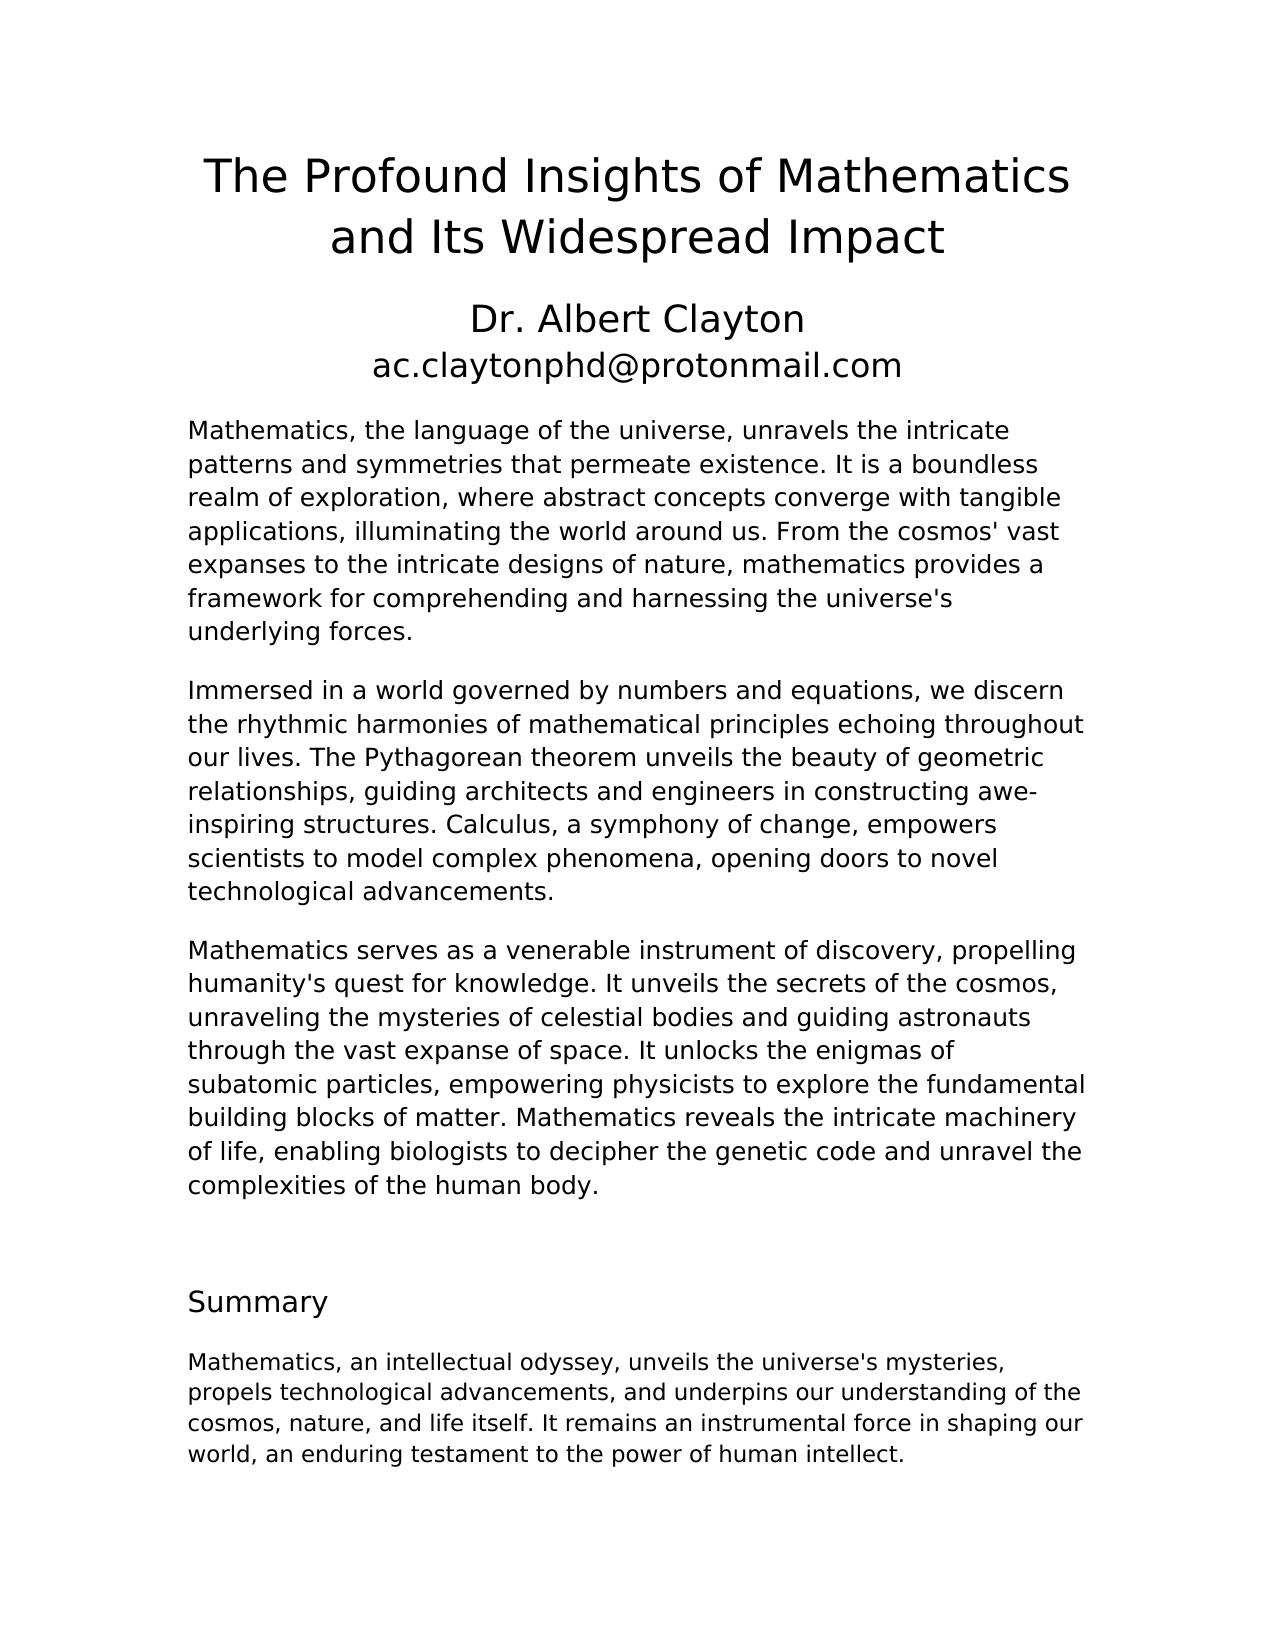 The Profound Insights of Mathematics
and Its Widespread Impact
Dr. Albert Clayton
ac.claytonphd@protonmail.com
Mathematics, the language of the universe, unravels the intricate
patterns and symmetries that permeate existence. It is a boundless
realm of exploration, where abstract concepts converge with tangible
applications, illuminating the world around us. From the cosmos' vast
expanses to the intricate designs of nature, mathematics provides a
framework for comprehending and harnessing the universe's
underlying forces.
Immersed in a world governed by numbers and equations, we discern
the rhythmic harmonies of mathematical principles echoing throughout
our lives. The Pythagorean theorem unveils the beauty of geometric
relationships, guiding architects and engineers in constructing awe-
inspiring structures. Calculus, a symphony of change, empowers
scientists to model complex phenomena, opening doors to novel
technological advancements.
Mathematics serves as a venerable instrument of discovery, propelling
humanity's quest for knowledge. It unveils the secrets of the cosmos,
unraveling the mysteries of celestial bodies and guiding astronauts
through the vast expanse of space. It unlocks the enigmas of
subatomic particles, empowering physicists to explore the fundamental
building blocks of matter. Mathematics reveals the intricate machinery
of life, enabling biologists to decipher the genetic code and unravel the
complexities of the human body.
Summary
Mathematics, an intellectual odyssey, unveils the universe's mysteries,
propels technological advancements, and underpins our understanding of the
cosmos, nature, and life itself. It remains an instrumental force in shaping our
world, an enduring testament to the power of human intellect.